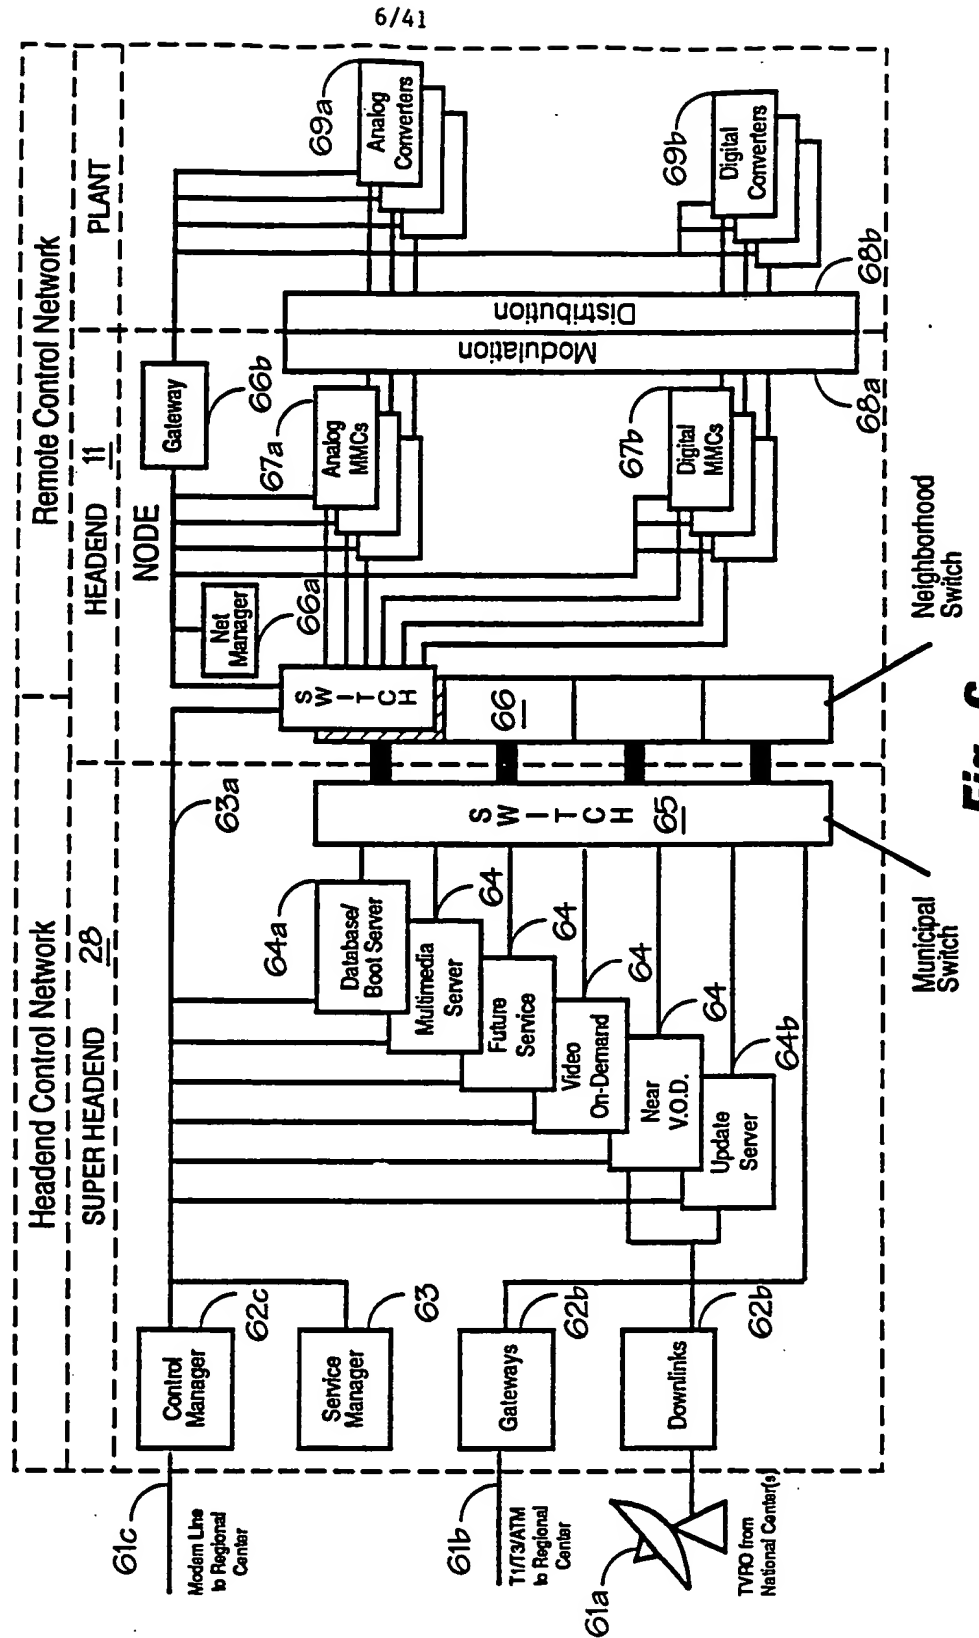 6/41
Headend Control Network
Remote Control Network
SUPER HEADEND
28
HEADEND
11
PLANT
NODE
61c
Modem Line
to Regional
Center
61b
T1/T3/ATM
to Regional
Center
61a
TVRO from
National Center(s)
Control
Manager
62c
Service
Manager
63
Gateways
62b
Downlinks
62b
63a
64a
Database/
Boot Server
Multimedia
Server
64
Future
Service
64
Video
On-Demand
64
Near
V.O.D.
64
Update
Server
64b
SWITCH
65
Municipal
Switch
SWITCH
66
Neighborhood
Switch
Net
Manager
66a
Gateway
66b
67a
Analog
MMCs
67b
Digital
MMCs
Modulation
68a
Distribution
68b
69a
Analog
Converters
69b
Digital
Converters